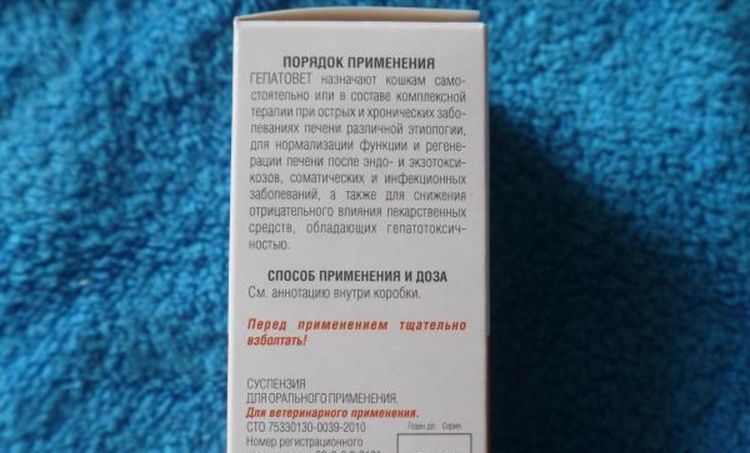 ПОРЯДОК ПРИМЕНЕНИЯ
ГЕПАТОВЕТ назначают кошкам само-
стоятельно или в составе комплексной
терапии при острых и хронических забо-
леваниях печени различной этиологии,
для нормализации функции и регене-
рации печени после эндо- и экзотокси-
козов, соматических и инфекционных
заболеваний, а также для снижения
отрицательного влияния лекарственных
средств, обладающих гепатотоксич-
ностью.
СПОСОБ ПРИМЕНЕНИЯ И ДОЗА
См. аннотацию внутри коробки.
Перед применением тщательно
взболтать!
СУСПЕНЗИЯ
ДЛЯ ОРАЛЬНОГО ПРИМЕНЕНИЯ.
Для ветеринарного применения.
СТО 75330130-0039-2010
Годен до: Серия:
Номер регистрационного